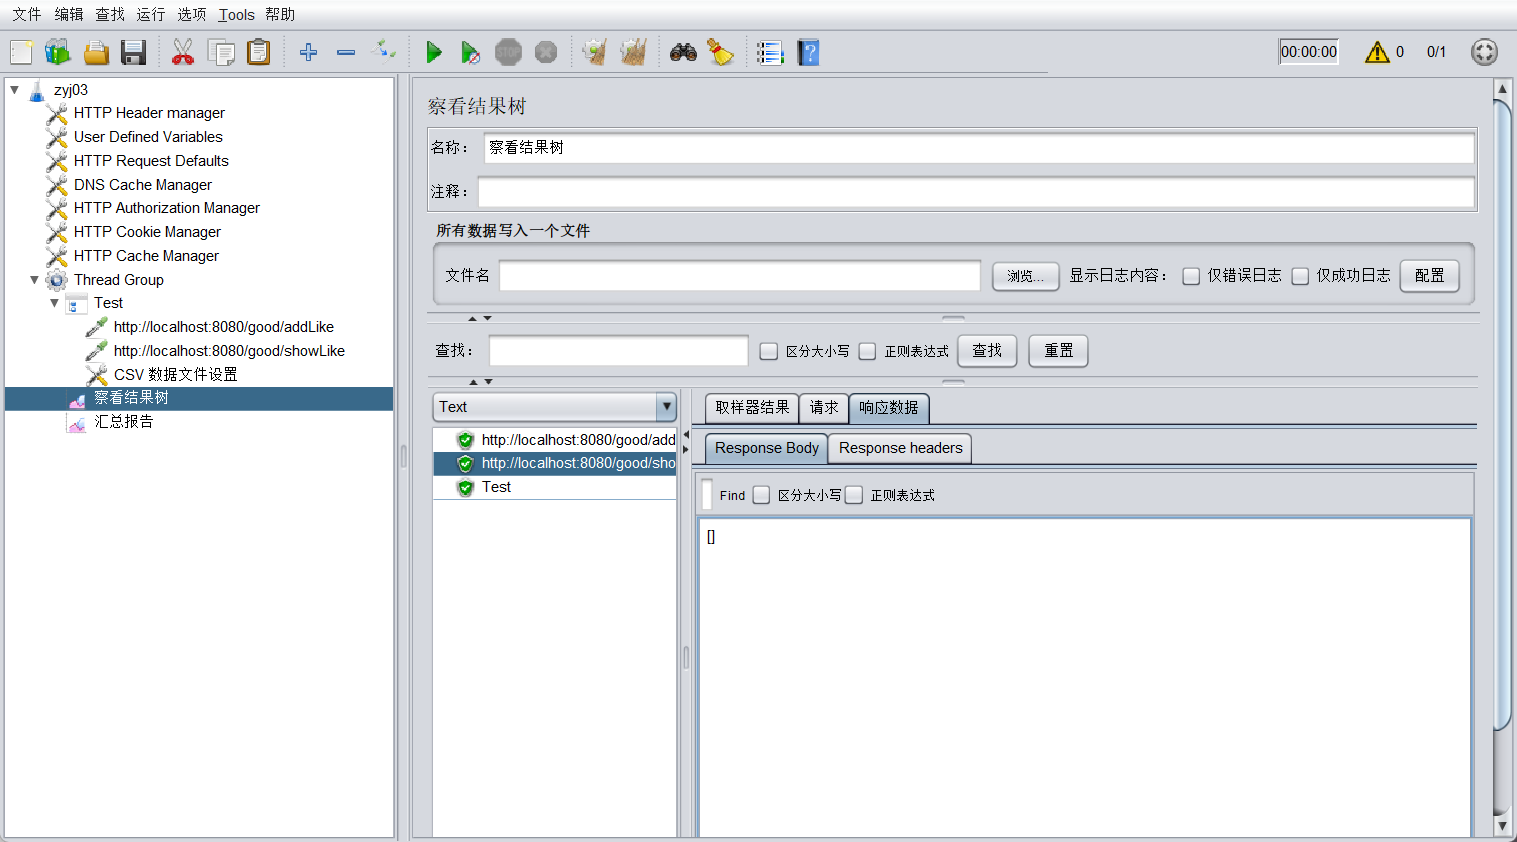 文件 编辑 查找 运行 选项 Tools 帮助
STOP 00:00:00 0 0/1
zyj03
HTTP Header manager
User Defined Variables
HTTP Request Defaults
DNS Cache Manager
HTTP Authorization Manager
HTTP Cookie Manager
HTTP Cache Manager
Thread Group
Test
http://localhost:8080/good/addLike
http://localhost:8080/good/showLike
CSV 数据文件设置
察看结果树
汇总报告
察看结果树
名称： 察看结果树
注释：
所有数据写入一个文件
文件名 浏览... 显示日志内容： 仅错误日志 仅成功日志 配置
查找： 区分大小写 正则表达式 查找 重置
Text
http://localhost:8080/good/add
http://localhost:8080/good/sho
Test
取样器结果 请求 响应数据
Response Body Response headers
Find 区分大小写 正则表达式
[]